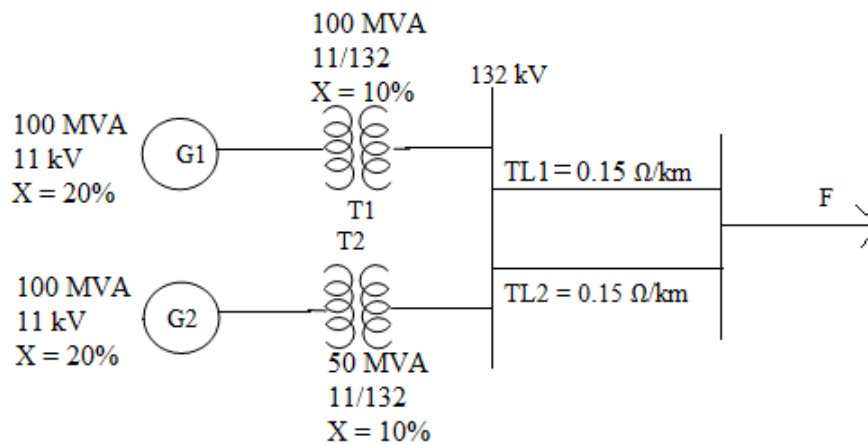 100 MVA
11/132
X = 10%
132 kV
100 MVA
11 kV
X = 20%
G1
T1
TL1 = 0.15 Ω/km
F
T2
100 MVA
11 kV
X = 20%
G2
TL2 = 0.15 Ω/km
50 MVA
11/132
X = 10%